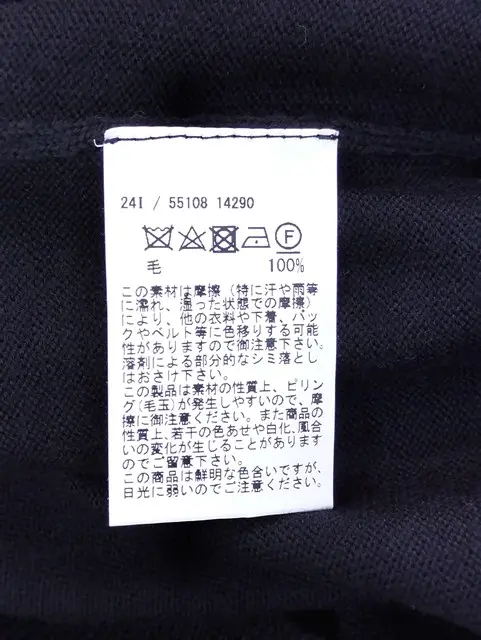 24I / 55108 14290
F
毛 100%
この素材は摩擦（特に汗や雨等
に濡れ、湿った状態での摩擦）
により、他の衣料や下着、バッ
クやベルト等に色移りする可能
性がありますので御注意下さい。
溶剤による部分的なシミ落とし
はおさけ下さい。
この製品は素材の性質上、ピリン
グ(毛玉)が発生しやすいので、摩
擦に御注意ください。また商品の
性質上、若干の色あせや白化、風合
いの変化が生じることがあります
のでご留意下さい。
この商品は鮮明な色合いですが、
日光に弱いのでご注意ください。